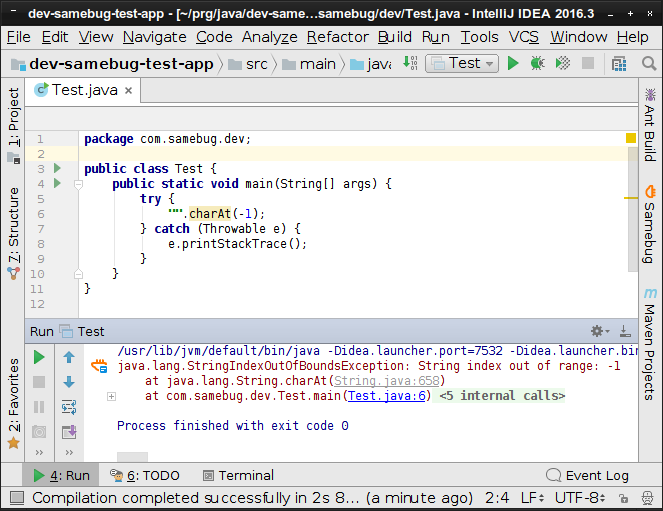 dev-samebug-test-app - [~/prg/java/dev-same...samebug/dev/Test.java - IntelliJ IDEA 2016.3
File Edit View Navigate Code Analyze Refactor Build Run Tools VCS Window Help
dev-samebug-test-app src main java Test
Test.java ×
1 package com.samebug.dev;
2
3 public class Test {
4 public static void main(String[] args) {
5 try {
6 "".charAt(-1);
7 } catch (Throwable e) {
8 e.printStackTrace();
9 }
10 }
11 }
12
1: Project
7: Structure
2: Favorites
Ant Build
Samebug
Maven Projects
Run Test
/usr/lib/jvm/default/bin/java -Didea.launcher.port=7532 -Didea.launcher.bin
java.lang.StringIndexOutOfBoundsException: String index out of range: -1
at java.lang.String.charAt(String.java:658)
at com.samebug.dev.Test.main(Test.java:6) <5 internal calls>
Process finished with exit code 0
4: Run 6: TODO Terminal Event Log
Compilation completed successfully in 2s 8... (a minute ago) 2:4 LF UTF-8